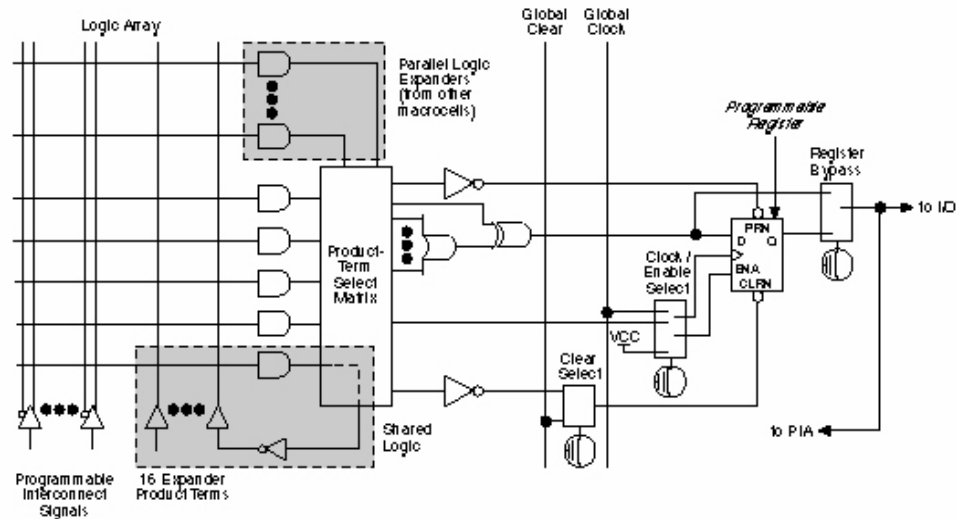 Logic Array
Global
Clear
Global
Clock
Parallel Logic
Expanders
(from other
macrocells)
Programmable
Register
Register
Bypass
to I/O
PRN
D Q
ENA
CLRN
Product-
Term
Select
Matrix
Clock /
Enable
Select
VCC
Clear
Select
Shared
Logic
to PIA
Programmable
Interconnect
Signals
16 Expander
Product Terms